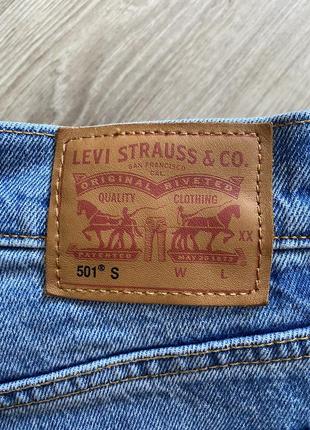 LEVI STRAUSS & CO.
SAN FRANCISCO
CAL.
ORIGINAL RIVETED
QUALITY CLOTHING
XX
PATENTED MAY 20 1873
501® S W L